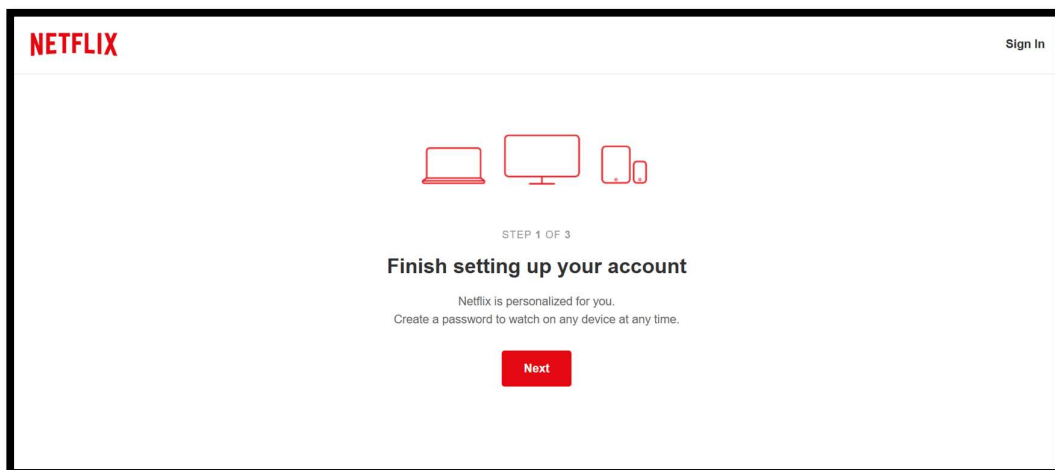 NETFLIX
Sign In
STEP 1 OF 3
Finish setting up your account
Netflix is personalized for you.
Create a password to watch on any device at any time.
Next